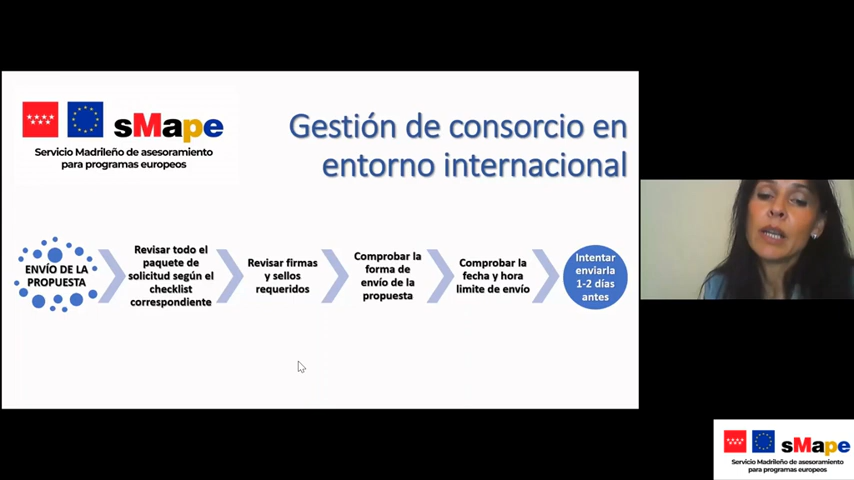 sMape
Servicio Madrileño de asesoramiento
para programas europeos
Gestión de consorcio en
entorno internacional
ENVÍO DE LA
PROPUESTA
Revisar todo el
paquete de
solicitud según el
checklist
correspondiente
Revisar firmas
y sellos
requeridos
Comprobar la
forma de
envío de la
propuesta
Comprobar la
fecha y hora
limite de envío
Intentar
enviarla
1-2 días
antes
sMape
Servicio Madrileño de asesoramiento
para programas europeos